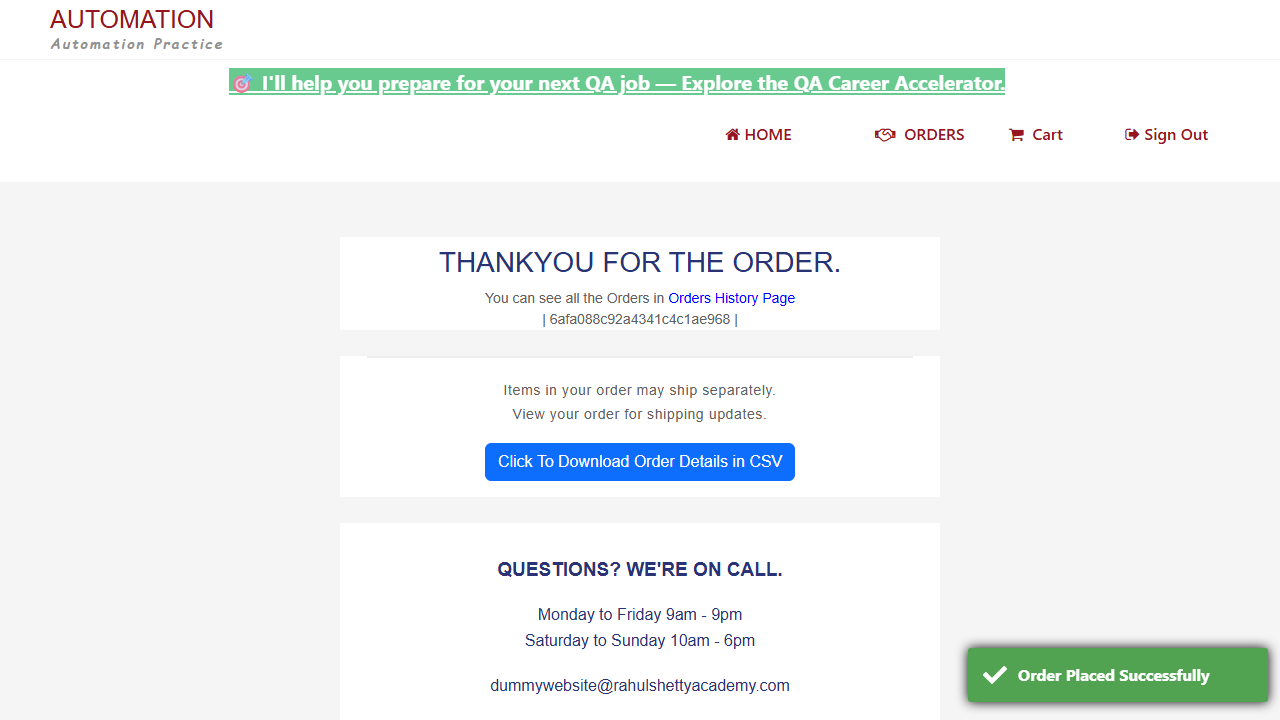 AUTOMATION
Automation Practice
🎯 I'll help you prepare for your next QA job — Explore the QA Career Accelerator.
HOME ORDERS Cart Sign Out
THANKYOU FOR THE ORDER.
You can see all the Orders in Orders History Page
| 6afa088c92a4341c4c1ae968 |
Items in your order may ship separately.
View your order for shipping updates.
Click To Download Order Details in CSV
QUESTIONS? WE'RE ON CALL.
Monday to Friday 9am - 9pm
Saturday to Sunday 10am - 6pm
Order Placed Successfully
dummywebsite@rahulshettyacademy.com